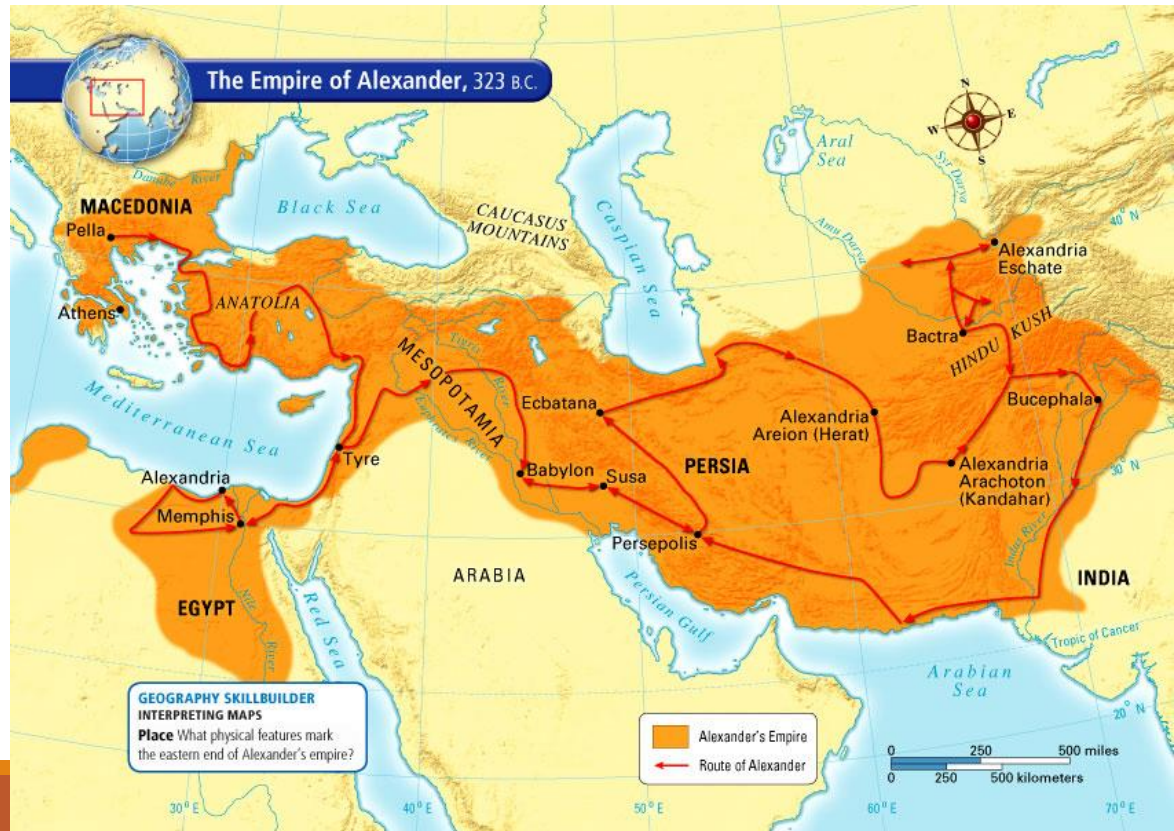 The Empire of Alexander, 323 B.C.
N
W
E
S
Danube River
MACEDONIA
Pella
Black Sea
CAUCASUS
MOUNTAINS
Caspian Sea
Aral
Sea
Syr Darya
Amu Darya
40° N
Alexandria
Eschate
ANATOLIA
Athens
Bactra
HINDU KUSH
MESOPOTAMIA
Tigris River
Euphrates River
Mediterranean Sea
Ecbatana
Alexandria
Areion (Herat)
Bucephala
Tyre
Alexandria
Memphis
Babylon
Susa
PERSIA
Alexandria
Arachoton
(Kandahar)
30° N
Persepolis
Indus River
ARABIA
INDIA
EGYPT
Nile
River
Red Sea
Persian Gulf
Tropic of Cancer
Arabian
Sea
20° N
GEOGRAPHY SKILLBUILDER
INTERPRETING MAPS
Place What physical features mark
the eastern end of Alexander's empire?
Alexander's Empire
Route of Alexander
0 250 500 miles
0 250 500 kilometers
30° E
40° E
50° E
60° E
70° E